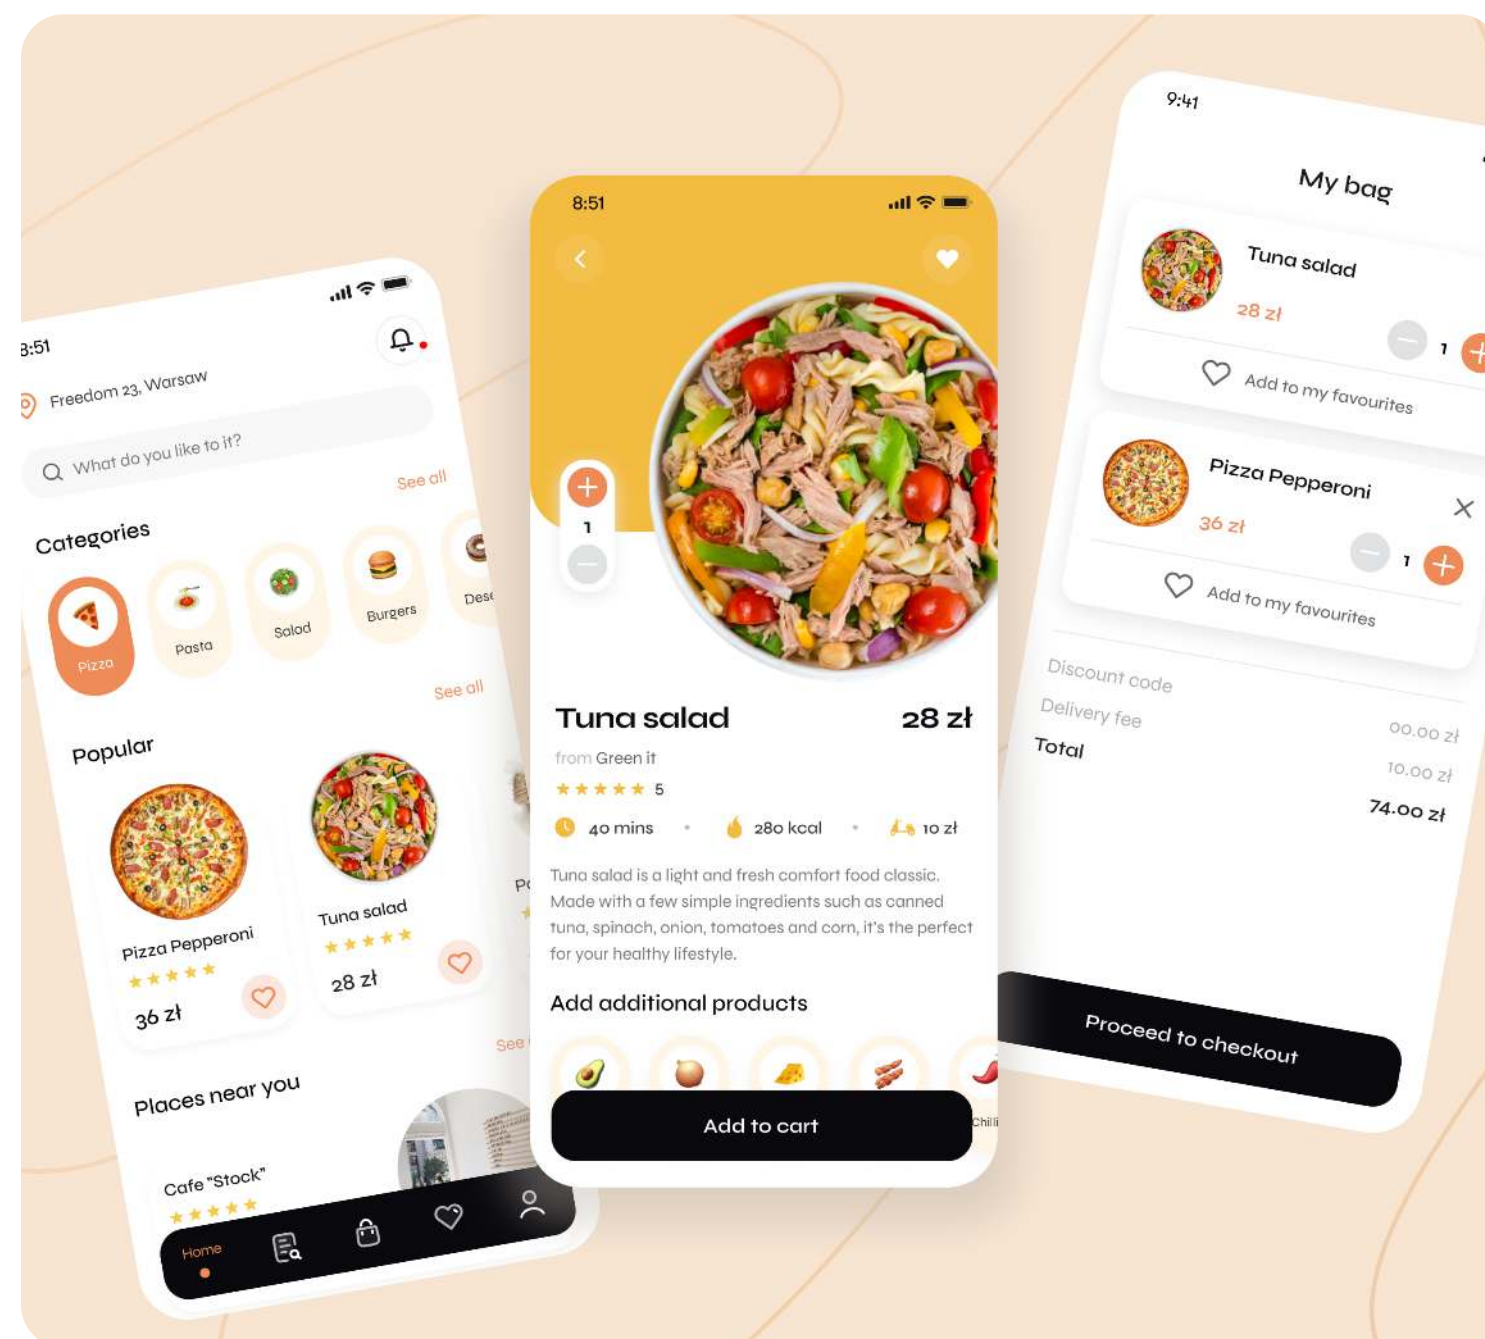 8:51
Freedom 23, Warsaw
What do you like to it?
See all
Categories
Pizza
Pasta
Salad
Burgers
See all
Popular
Pizza Pepperoni
36 zł
Tuna salad
28 zł
See
Places near you
Cafe "Stock"
Home
8:51
1
Tuna salad
28 zł
from Green it
5
40 mins
280 kcal
10 zł
Tuna salad is a light and fresh comfort food classic.
Made with a few simple ingredients such as canned
tuna, spinach, onion, tomatoes and corn, it's the perfect
for your healthy lifestyle.
Add additional products
Chilli
Add to cart
9:41
My bag
Tuna salad
28 zł
1
Add to my favourites
Pizza Pepperoni
36 zł
1
Add to my favourites
Discount code
00.00 zł
Delivery fee
10.00 zł
Total
74.00 zł
Proceed to checkout